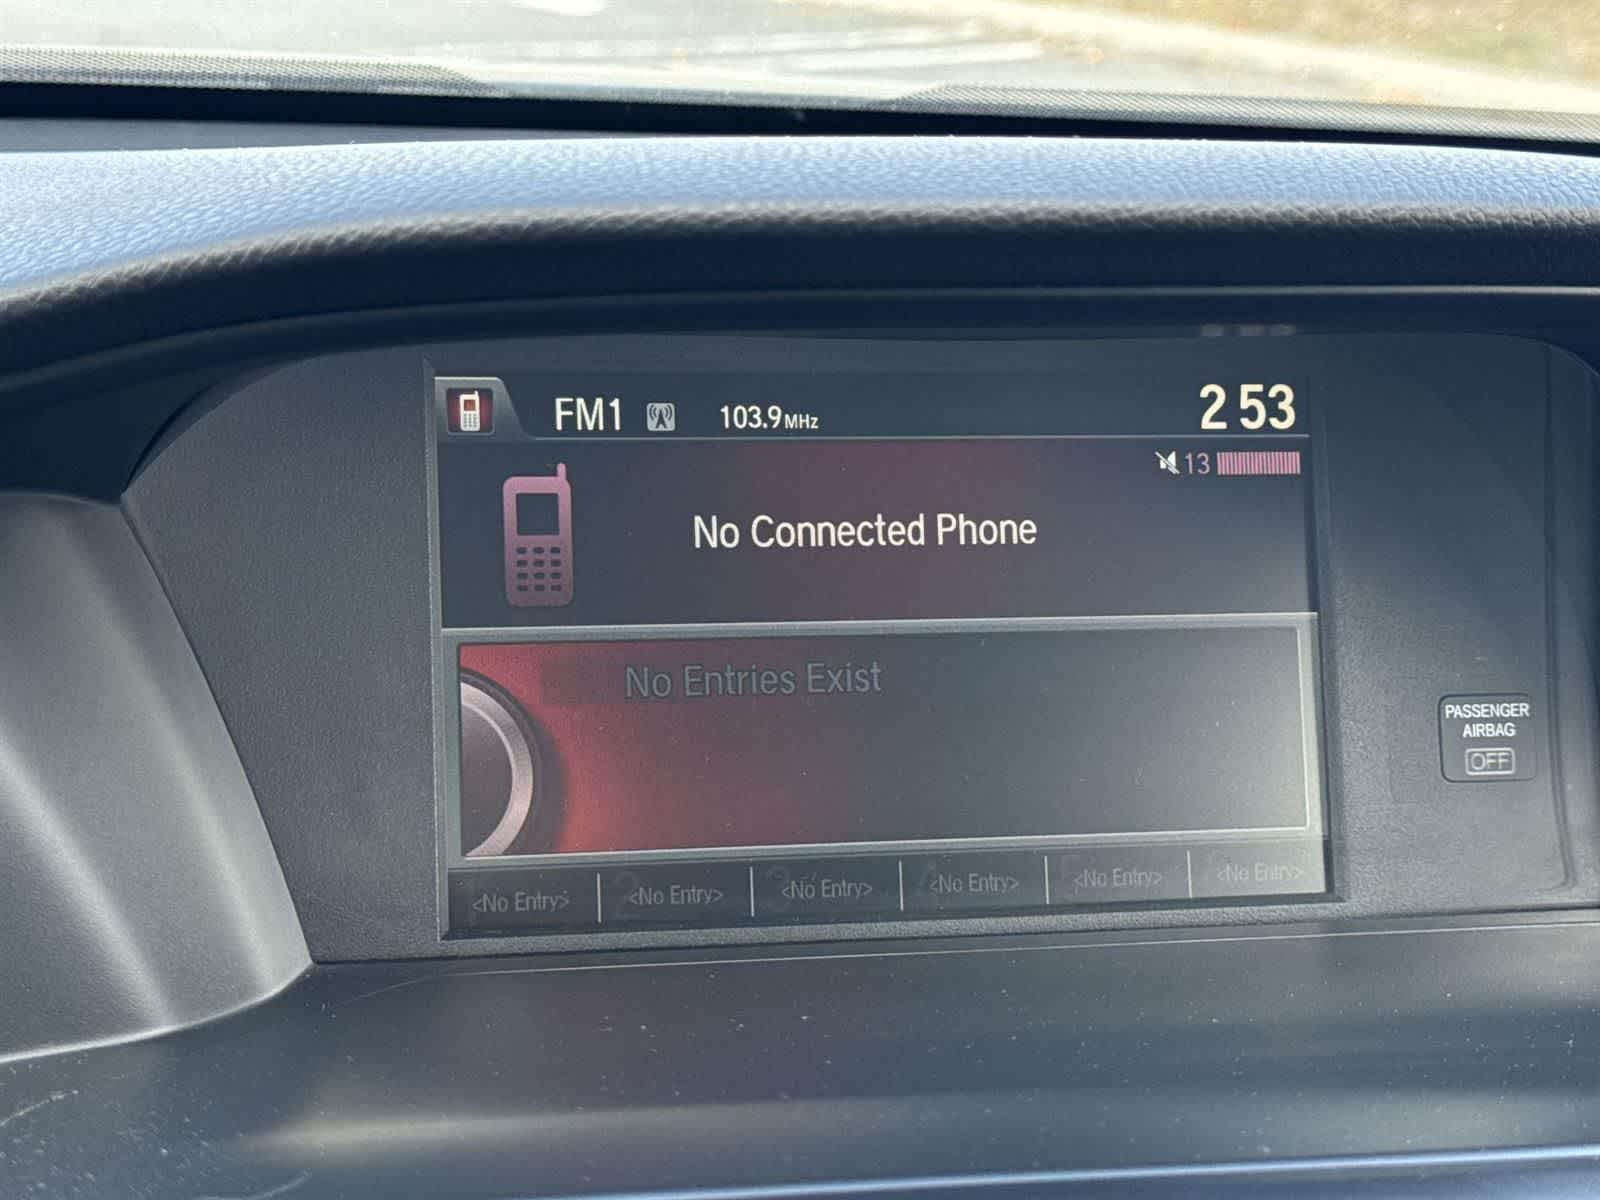 FM1 103.9MHz 2 53
13
No Connected Phone
No Entries Exist
PASSENGER
AIRBAG
OFF
<No Entry> <No Entry> <No Entry> <No Entry> <No Entry> <No Entry>